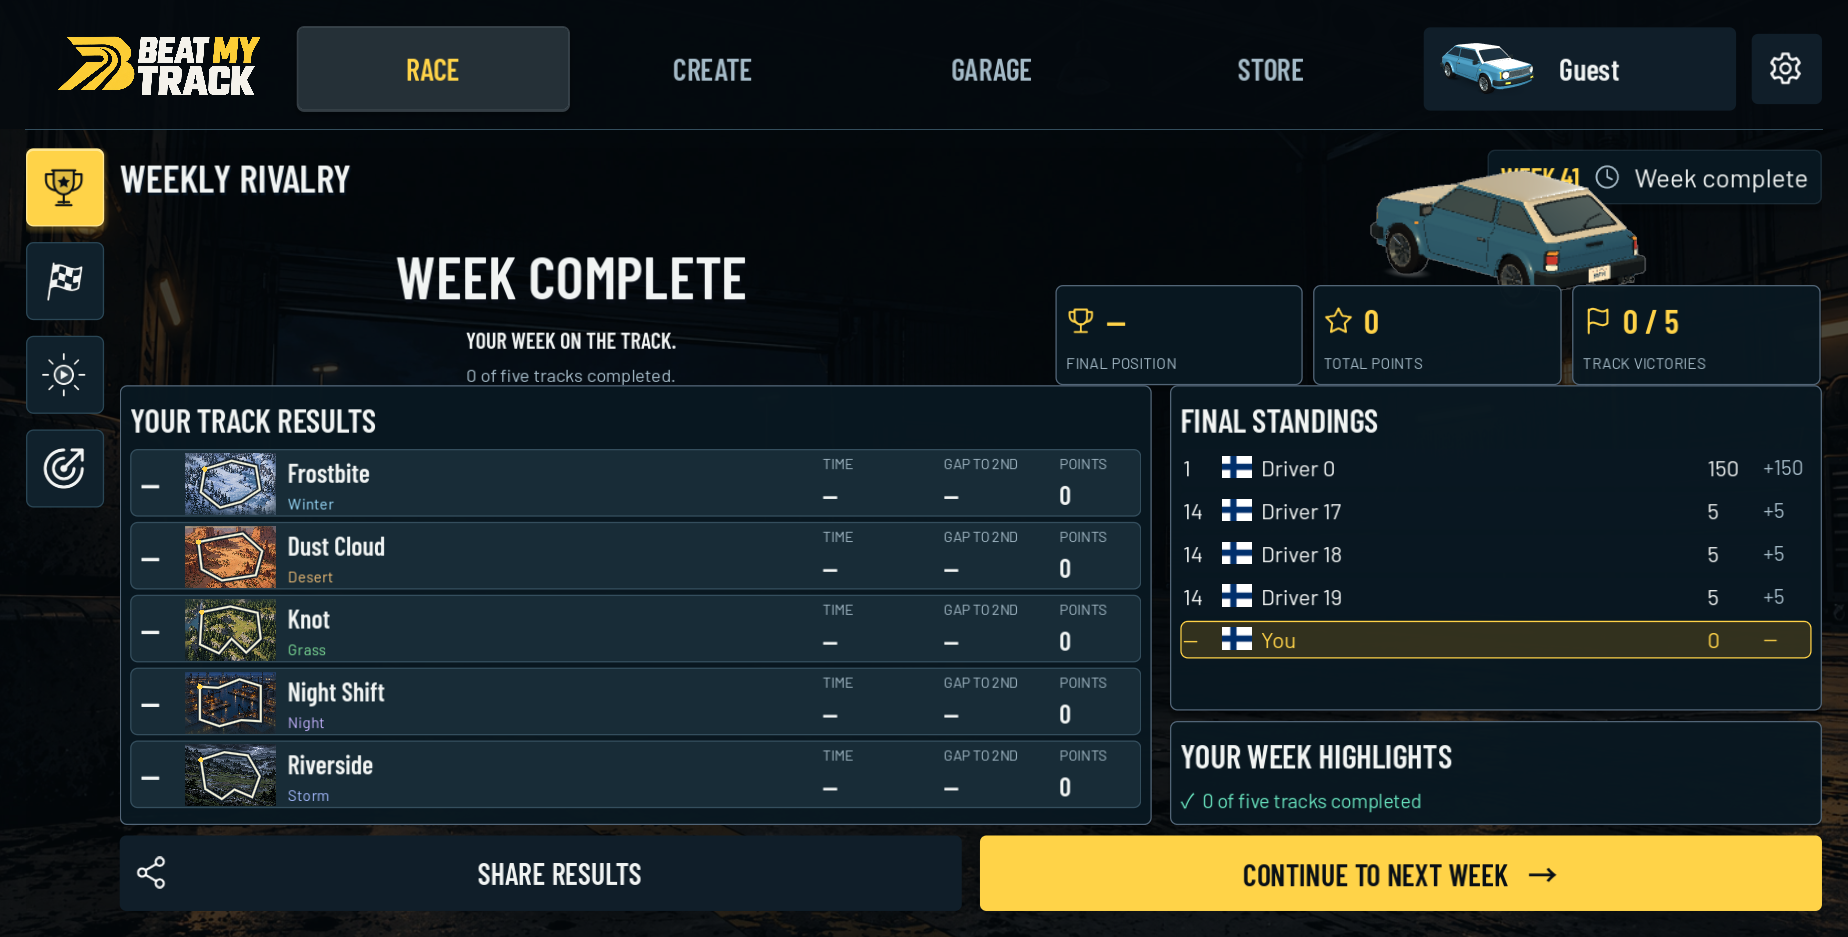 BEAT MY
TRACK
RACE
CREATE
GARAGE
STORE
Guest
WEEKLY RIVALRY
WEEK 41
Week complete
WEEK COMPLETE
YOUR WEEK ON THE TRACK.
0 of five tracks completed.
–
FINAL POSITION
0
TOTAL POINTS
0 / 5
TRACK VICTORIES
YOUR TRACK RESULTS
– Frostbite TIME GAP TO 2ND POINTS
Winter – – 0
– Dust Cloud TIME GAP TO 2ND POINTS
Desert – – 0
– Knot TIME GAP TO 2ND POINTS
Grass – – 0
– Night Shift TIME GAP TO 2ND POINTS
Night – – 0
– Riverside TIME GAP TO 2ND POINTS
Storm – – 0
FINAL STANDINGS
1 Driver 0 150 +150
14 Driver 17 5 +5
14 Driver 18 5 +5
14 Driver 19 5 +5
– You 0 –
YOUR WEEK HIGHLIGHTS
✓ 0 of five tracks completed
SHARE RESULTS
CONTINUE TO NEXT WEEK →